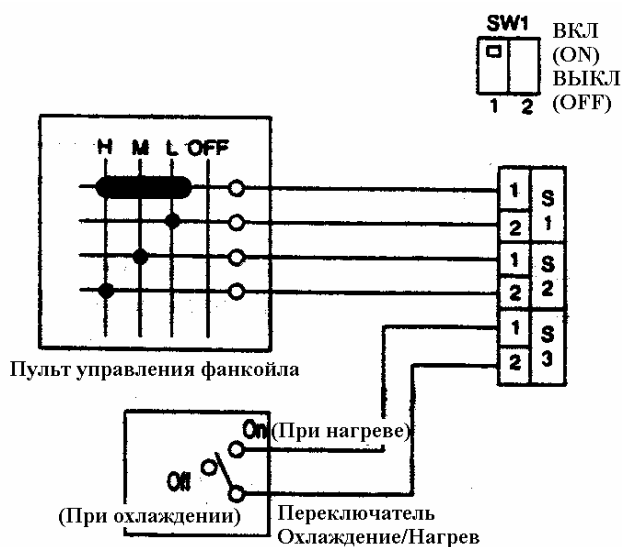 SW1
ВКЛ
(ON)
ВЫКЛ
(OFF)
1 2
H M L OFF
1
2
S
1
1
2
S
2
1
2
S
3
Пульт управления фанкойла
On (При нагреве)
Off
(При охлаждении)
Переключатель
Охлаждение/Нагрев